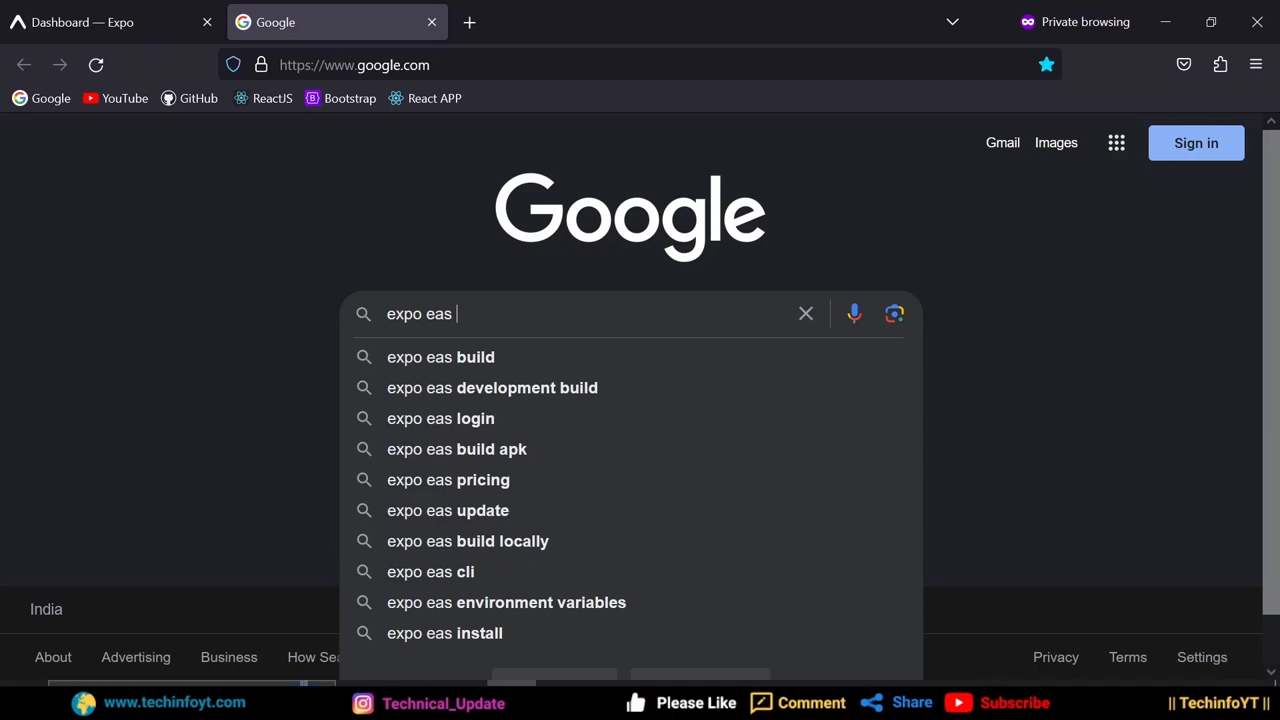 Dashboard — Expo
Google
Private browsing
https://www.google.com
Google
YouTube
GitHub
ReactJS
Bootstrap
React APP
Gmail
Images
Sign in
Google
expo eas
expo eas build
expo eas development build
expo eas login
expo eas build apk
expo eas pricing
expo eas update
expo eas build locally
expo eas cli
expo eas environment variables
expo eas install
India
About
Advertising
Business
How Sea
Privacy
Terms
Settings
www.techinfoyt.com
Technical_Update
Please Like
Comment
Share
Subscribe
|| TechinfoYT ||